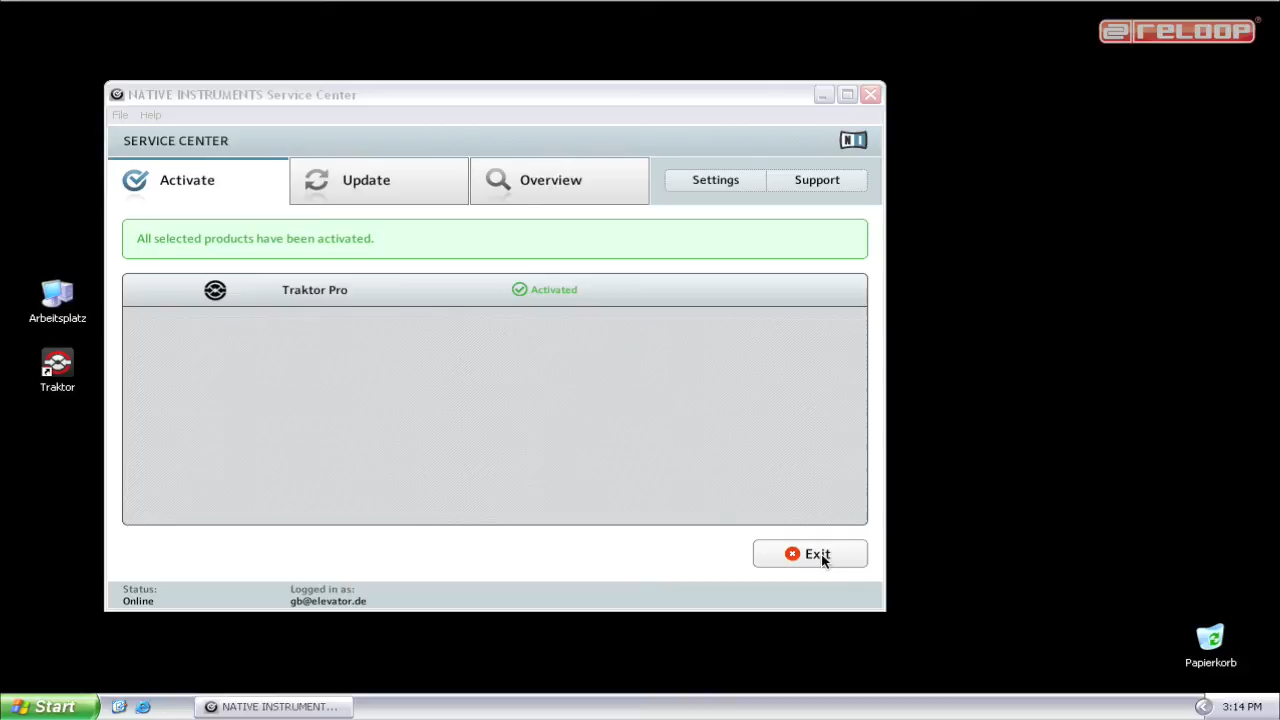 reloop
NATIVE INSTRUMENTS Service Center
File Help
SERVICE CENTER
NI
Activate
Update
Overview
Settings
Support
All selected products have been activated.
Traktor Pro
Activated
Arbeitsplatz
Traktor
Exit
Status:
Online
Logged in as:
gb@elevator.de
Papierkorb
Start
NATIVE INSTRUMENT...
3:14 PM